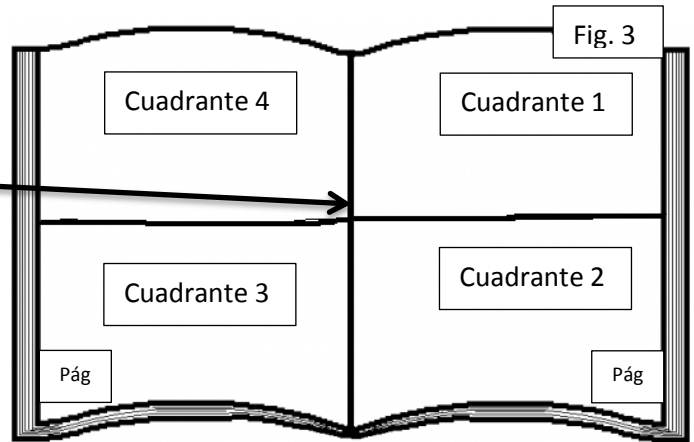 Fig. 3
Cuadrante 4
Cuadrante 1
Cuadrante 3
Cuadrante 2
Pág
Pág